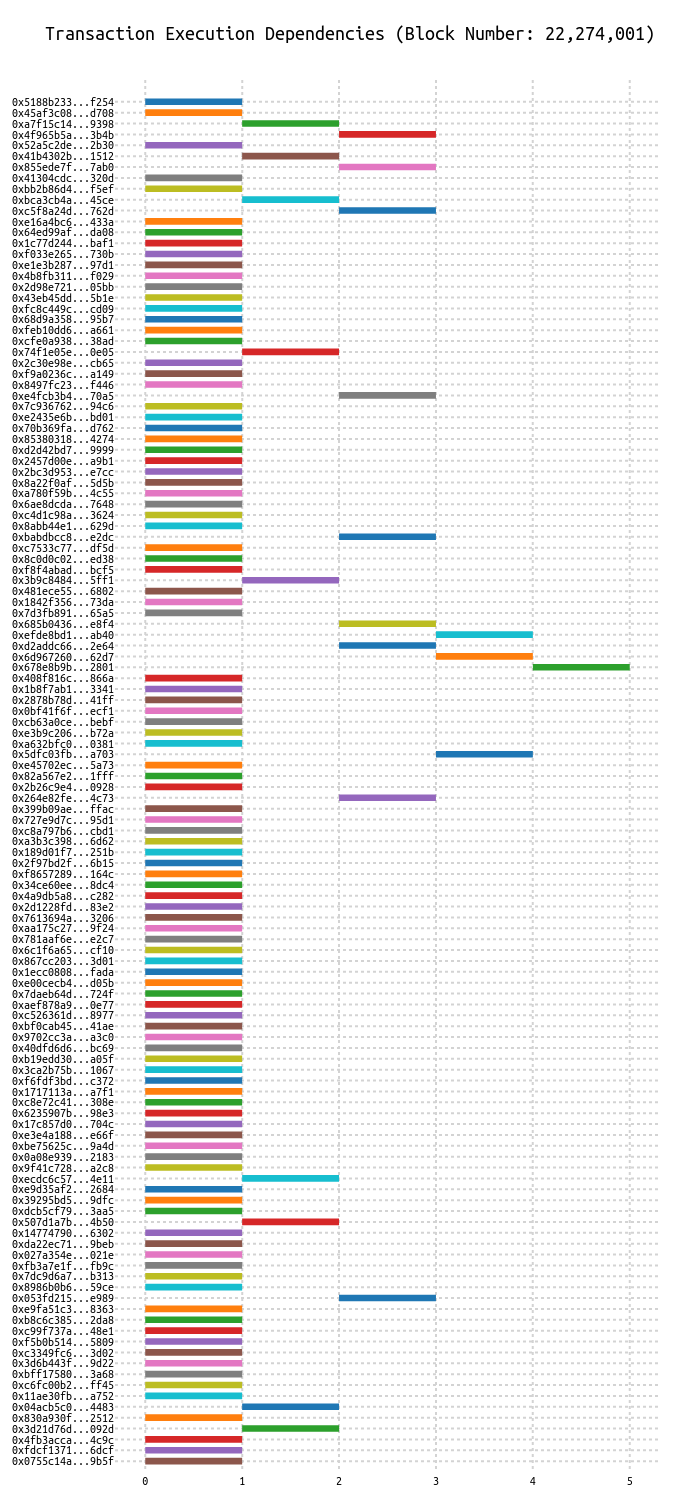 Transaction Execution Dependencies (Block Number: 22,274,001)
0x5188b233...f254
0x45af3c08...d708
0xa7f15c14...9398
0x4f965b5a...3b4b
0x52a5c2de...2b30
0x41b4302b...1512
0x855ede7f...7ab0
0x41304cdc...320d
0xbb2b86d4...f5ef
0xbca3cb4a...45ce
0xc5f8a24d...762d
0xe16a4bc6...433a
0x64ed99af...da08
0x1c77d244...baf1
0xf033e265...730b
0xe1e3b287...97d1
0x4b8fb311...f029
0x2d98e721...05bb
0x43eb45dd...5b1e
0xfc8c449c...cd09
0x68d9a358...95b7
0xfeb10dd6...a661
0xcfe0a938...38ad
0x74f1e05e...0e05
0x2c30e98e...cb65
0xf9a0236c...a149
0x8497fc23...f446
0xe4fcb3b4...70a5
0x7c936762...94c6
0xe2435e6b...bd01
0x70b369fa...d762
0x85380318...4274
0xd2d42bd7...9999
0x2457d00e...a9b1
0x2bc3d953...e7cc
0x8a22f0af...5d5b
0xa780f59b...4c55
0x6ae8dcda...7648
0xc4d1c98a...3624
0x8abb44e1...629d
0xbabdbcc8...e2dc
0xc7533c77...df5d
0x8c0d0c02...ed38
0xf8f4abad...bcf5
0x3b9c8484...5ff1
0x481ece55...6802
0x1842f356...73da
0x7d3fb891...65a5
0x685b0436...e8f4
0xefde8bd1...ab40
0xd2addc66...2e64
0x6d967260...62d7
0x678e8b9b...2801
0x408f816c...866a
0x1b8f7ab1...3341
0x2878b78d...41ff
0x0bf41f6f...ecf1
0xcb63a0ce...bebf
0xe3b9c206...b72a
0xa632bfc0...0381
0x5dfc03fb...a703
0xe45702ec...5a73
0x82a567e2...1fff
0x2b26c9e4...0928
0x264e82fe...4c73
0x399b09ae...ffac
0x727e9d7c...95d1
0xc8a797b6...cbd1
0xa3b3c398...6d62
0x189d01f7...251b
0x2f97bd2f...6b15
0xf8657289...164c
0x34ce60ee...8dc4
0x4a9db5a8...c282
0x2d1228fd...83e2
0x7613694a...3206
0xaa175c27...9f24
0x781aaf6e...e2c7
0x6c1f6a65...cf10
0x867cc203...3d01
0x1ecc0808...fada
0xe00cecb4...d05b
0x7daeb64d...724f
0xaef878a9...0e77
0xc526361d...8977
0xbf0cab45...41ae
0x9702cc3a...a3c0
0x40dfd6d6...bc69
0xb19edd30...a05f
0x3ca2b75b...1067
0xf6fdf3bd...c372
0x1717113a...a7f1
0xc8e72c41...308e
0x6235907b...98e3
0x17c857d0...704c
0xe3e4a188...e66f
0xbe75625c...9a4d
0x0a08e939...2183
0x9f41c728...a2c8
0xecdc6c57...4e11
0xe9d35af2...2684
0x39295bd5...9dfc
0xdcb5cf79...3aa5
0x507d1a7b...4b50
0x14774790...6302
0xda22ec71...9beb
0x027a354e...021e
0xfb3a7e1f...fb9c
0x7dc9d6a7...b313
0x8986b0b6...59ce
0x053fd215...e989
0xe9fa51c3...8363
0xb8c6c385...2da8
0xc99f737a...48e1
0xf5b0b514...5809
0xc3349fc6...3d02
0x3d6b443f...9d22
0xbff17580...3a68
0xc6fc00b2...ff45
0x11ae30fb...a752
0x04acb5c0...4483
0x830a930f...2512
0x3d21d76d...092d
0x4fb3acca...4c9c
0xfdcf1371...6dcf
0x0755c14a...9b5f
0 1 2 3 4 5